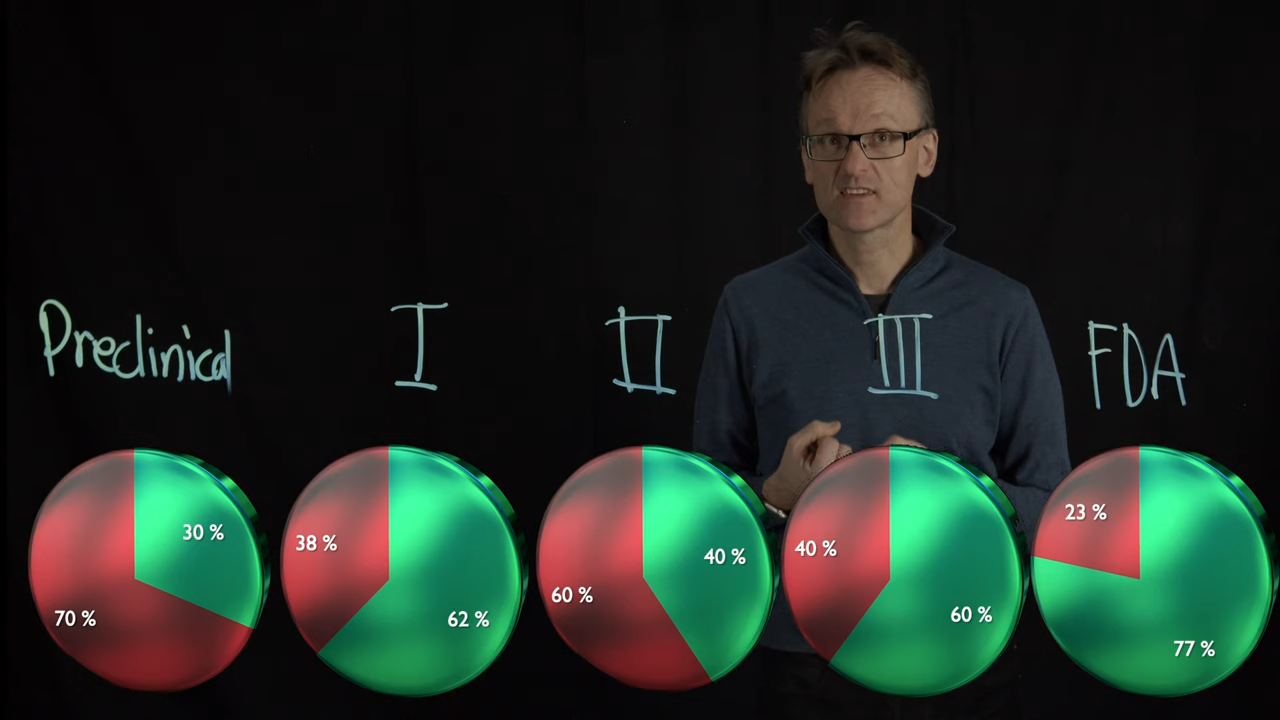 Preclinical
I
II
III
FDA
30 %
70 %
38 %
62 %
40 %
60 %
40 %
60 %
23 %
77 %